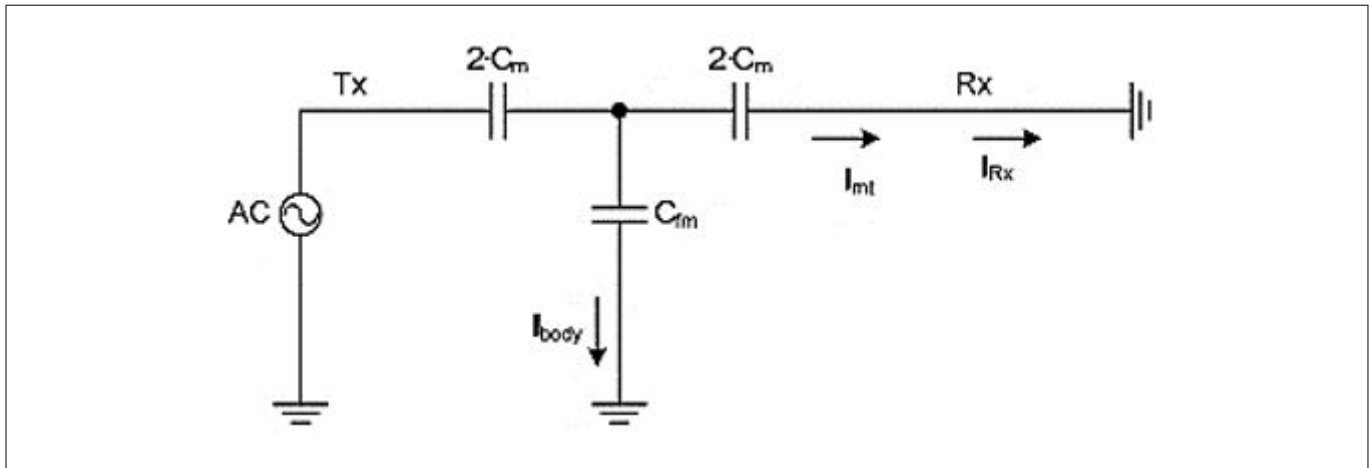 2·Cm
2·Cm
Tx
Rx
Imt
IRx
AC
Cfm
Ibody